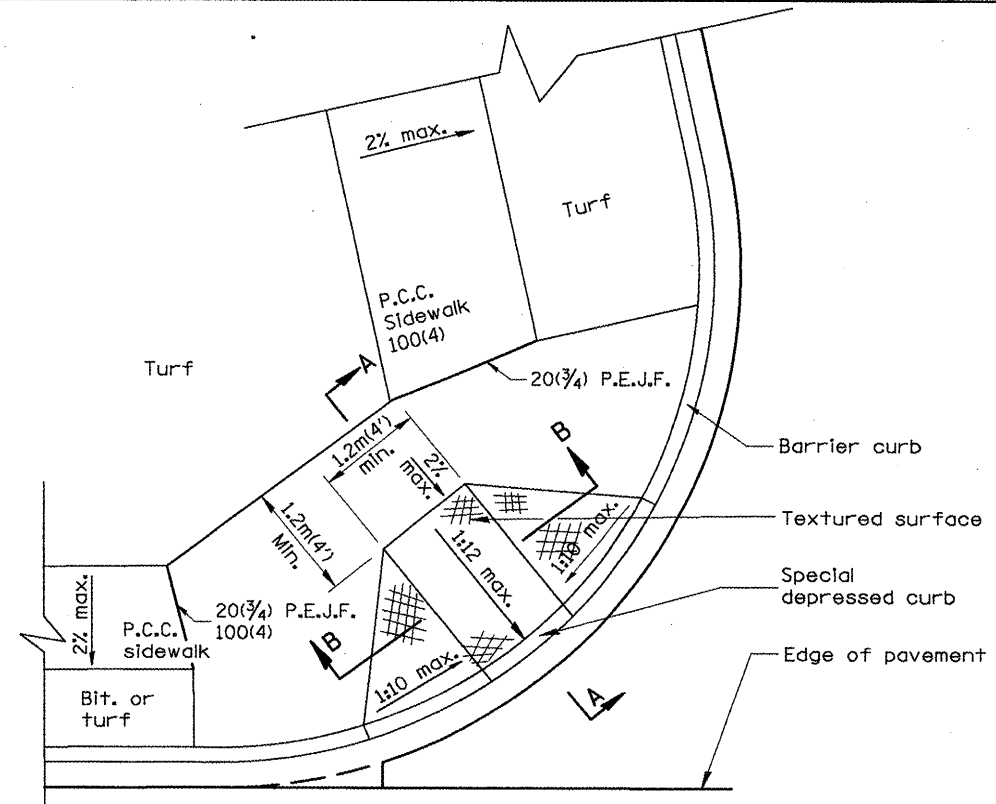 2% max.
Turf
P.C.C.
Sidewalk
100(4)
A
Turf
20(3/4) P.E.J.F.
B
1.2m(4')
min.
2%
max.
Barrier curb
1.2m(4')
Min.
1:12 max.
1:10 max.
Textured surface
Special
depressed curb
2% max.
P.C.C.
sidewalk
20(3/4) P.E.J.F.
100(4)
B
1:10 max.
A
Edge of pavement
Bit. or
turf